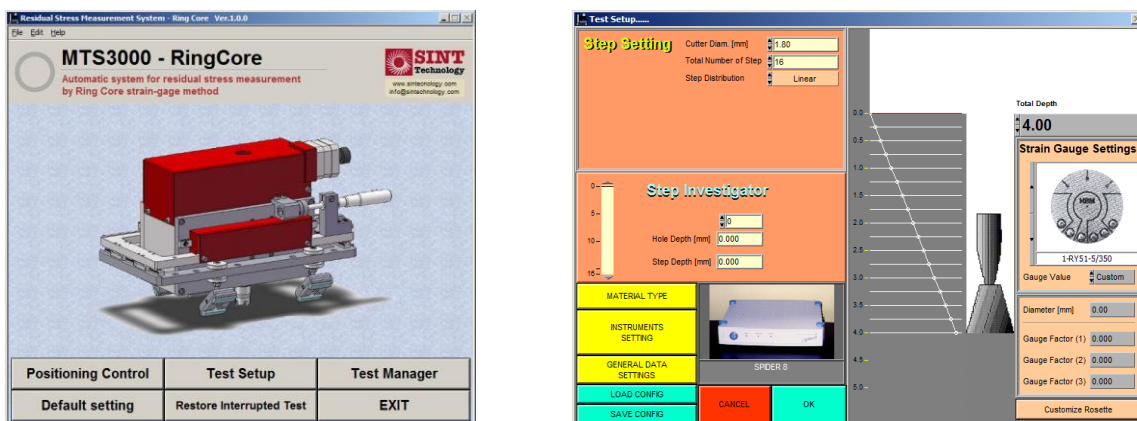 Residual Stress Measurement System - Ring Core Ver.1.0.0
File Edit Help
MTS3000 - RingCore
Automatic system for residual stress measurement
by Ring Core strain-gage method
SINT
Technology
www.sintechnology.com
info@sintechnology.com
Positioning Control
Test Setup
Test Manager
Default setting
Restore Interrupted Test
EXIT
Test Setup......
Step Setting
Cutter Diam. [mm] 1.80
Total Number of Step 16
Step Distribution Linear
Step Investigator
0
5
10
15
0
Hole Depth [mm] 0.000
Step Depth [mm] 0.000
MATERIAL TYPE
INSTRUMENTS
SETTING
GENERAL DATA
SETTINGS
LOAD CONFIG
SAVE CONFIG
SPIDER 8
CANCEL
OK
0.0
0.5
1.0
1.5
2.0
2.5
3.0
3.5
4.0
4.5
5.0
Total Depth
4.00
Strain Gauge Settings
HBM
1-RY51-5/350
Gauge Value Custom
Diameter [mm] 0.00
Gauge Factor (1) 0.000
Gauge Factor (2) 0.000
Gauge Factor (3) 0.000
Customize Rosette